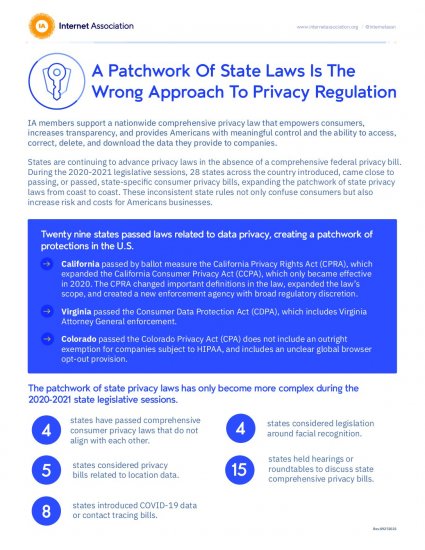 IA
Internet Association
www.internetassociation.org | @internetassn
A Patchwork Of State Laws Is The
Wrong Approach To Privacy Regulation
IA members support a nationwide comprehensive privacy law that empowers consumers,
increases transparency, and provides Americans with meaningful control and the ability to access,
correct, delete, and download the data they provide to companies.
States are continuing to advance privacy laws in the absence of a comprehensive federal privacy bill.
During the 2020-2021 legislative sessions, 28 states across the country introduced, came close to
passing, or passed, state-specific consumer privacy bills, expanding the patchwork of state privacy
laws from coast to coast. These inconsistent state rules not only confuse consumers but also
increase risk and costs for Americans businesses.
Twenty nine states passed laws related to data privacy, creating a patchwork of
protections in the U.S.
California passed by ballot measure the California Privacy Rights Act (CPRA), which
expanded the California Consumer Privacy Act (CCPA), which only became effective
in 2020. The CPRA changed important definitions in the law, expanded the law's
scope, and created a new enforcement agency with broad regulatory discretion.
Virginia passed the Consumer Data Protection Act (CDPA), which includes Virginia
Attorney General enforcement.
Colorado passed the Colorado Privacy Act (CPA) does not include an outright
exemption for companies subject to HIPAA, and includes an unclear global browser
opt-out provision.
The patchwork of state privacy laws has only become more complex during the
2020-2021 state legislative sessions.
4
states have passed comprehensive
consumer privacy laws that do not
align with each other.
4
states considered legislation
around facial recognition.
5
states considered privacy
bills related to location data.
15
states held hearings or
roundtables to discuss state
comprehensive privacy bills.
8
states introduced COVID-19 data
or contact tracing bills.